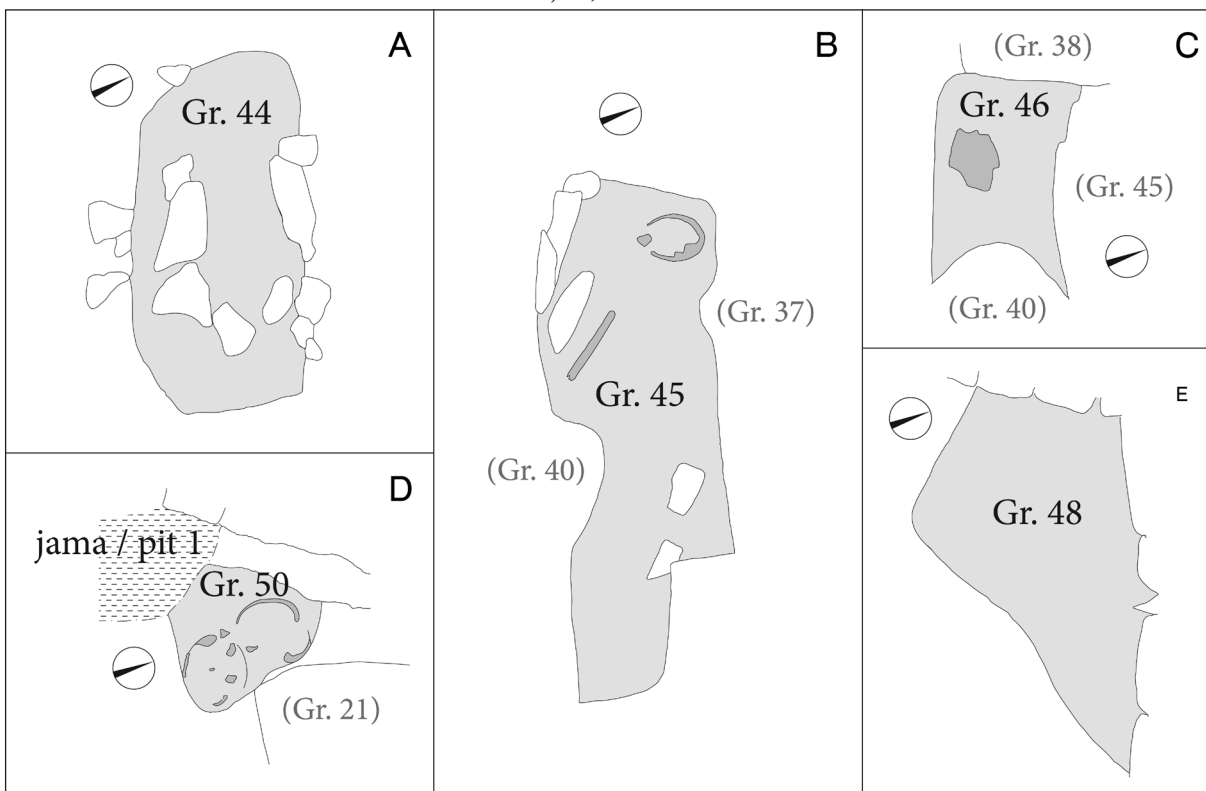 A
Gr. 44
B
Gr. 45
(Gr. 37)
(Gr. 40)
C
(Gr. 38)
Gr. 46
(Gr. 45)
(Gr. 40)
D
jama / pit 1
Gr. 50
(Gr. 21)
E
Gr. 48